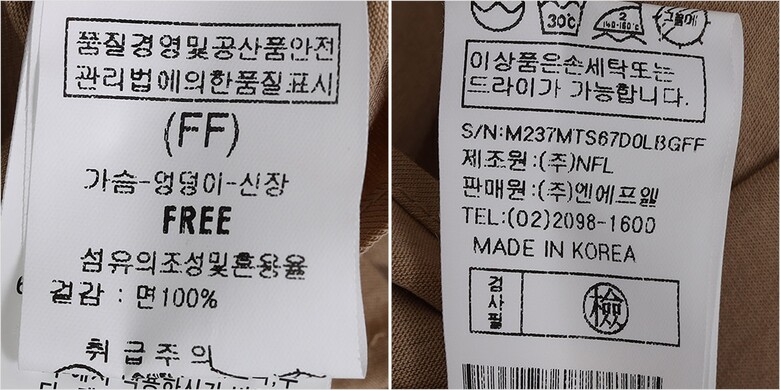 품질경영및공산품안전
관리법에의한품질표시
(FF)
가슴-엉덩이-신장
FREE
섬유의조성및혼용율
겉감 : 면100%
취급주의
30℃
2
140-160℃
이상품은손세탁또는
드라이가 가능합니다.
S/N:M237MTS67D0LBGFF
제조원:(주)NFL
판매원:(주)엔에프엘
TEL:(02)2098-1600
MADE IN KOREA
검사필
檢